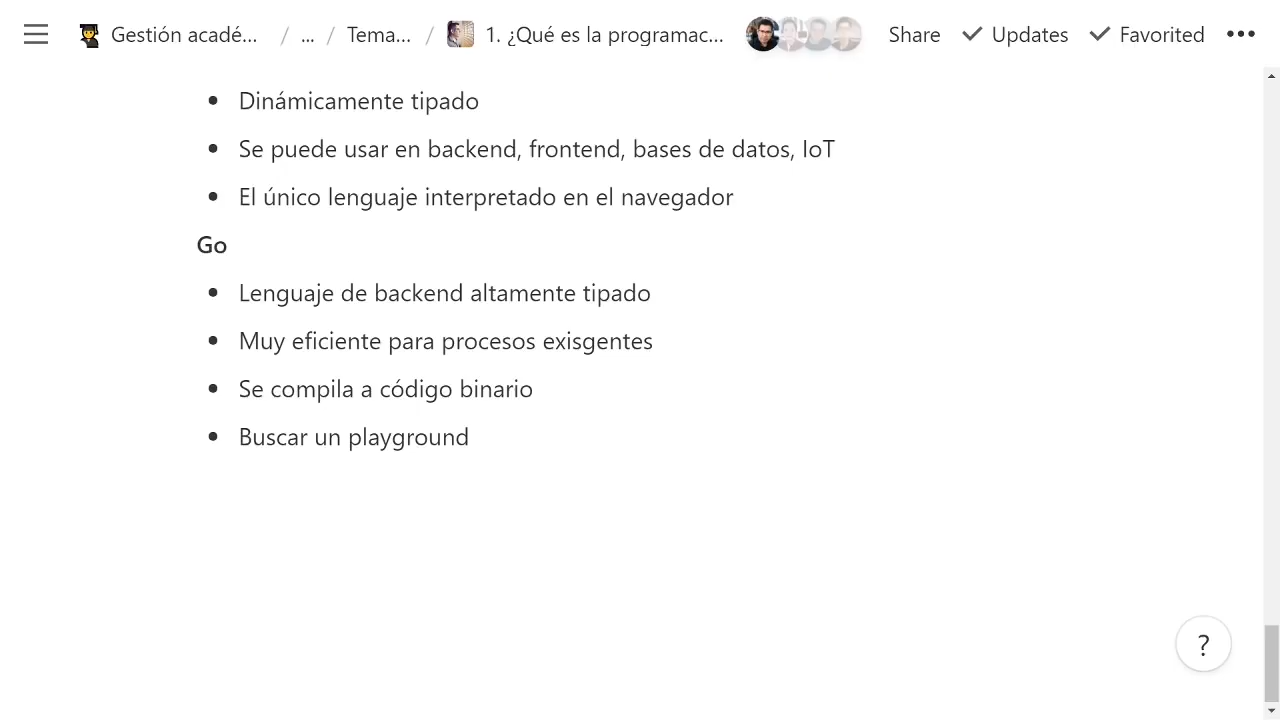 Gestión acadé... / ... / Tema... / 1. ¿Qué es la programac... Share Updates Favorited
Dinámicamente tipado
Se puede usar en backend, frontend, bases de datos, IoT
El único lenguaje interpretado en el navegador
Go
Lenguaje de backend altamente tipado
Muy eficiente para procesos exisgentes
Se compila a código binario
Buscar un playground
?